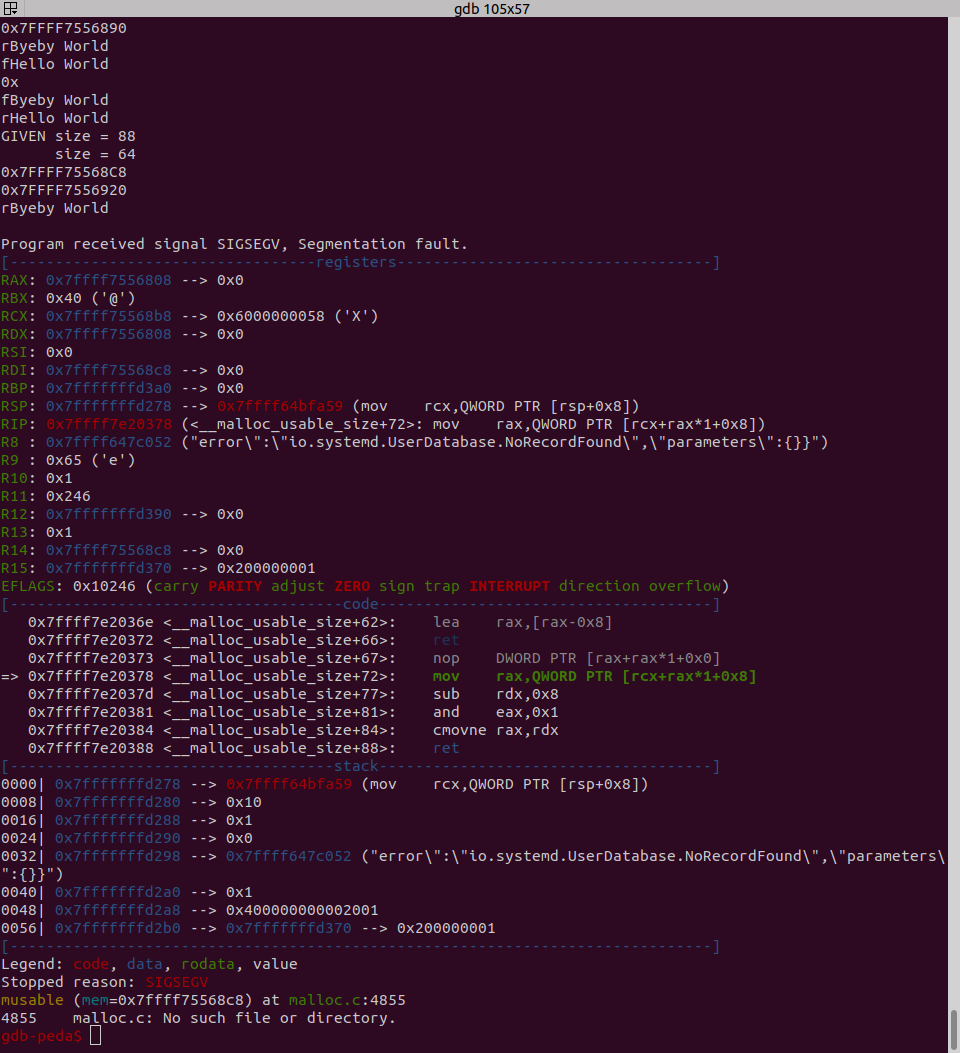 gdb 105x57
0x7FFFF7556890
rByeby World
fHello World
0x
fByeby World
rHello World
GIVEN size = 88
      size = 64
0x7FFFF75568C8
0x7FFFF7556920
rByeby World

Program received signal SIGSEGV, Segmentation fault.
[----------------------------------registers-----------------------------------]
RAX: 0x7ffff7556808 --> 0x0
RBX: 0x40 ('@')
RCX: 0x7ffff75568b8 --> 0x6000000058 ('X')
RDX: 0x7ffff7556808 --> 0x0
RSI: 0x0
RDI: 0x7ffff75568c8 --> 0x0
RBP: 0x7fffffffd3a0 --> 0x0
RSP: 0x7fffffffd278 --> 0x7ffff64bfa59 (mov    rcx,QWORD PTR [rsp+0x8])
RIP: 0x7ffff7e20378 (<__malloc_usable_size+72>: mov    rax,QWORD PTR [rcx+rax*1+0x8])
R8 : 0x7ffff647c052 ("error\":\"io.systemd.UserDatabase.NoRecordFound\",\"parameters\":{}}")
R9 : 0x65 ('e')
R10: 0x1
R11: 0x246
R12: 0x7fffffffd390 --> 0x0
R13: 0x1
R14: 0x7ffff75568c8 --> 0x0
R15: 0x7fffffffd370 --> 0x200000001
EFLAGS: 0x10246 (carry PARITY adjust ZERO sign trap INTERRUPT direction overflow)
[-------------------------------------code-------------------------------------]
   0x7ffff7e2036e <__malloc_usable_size+62>:	lea    rax,[rax-0x8]
   0x7ffff7e20372 <__malloc_usable_size+66>:	ret
   0x7ffff7e20373 <__malloc_usable_size+67>:	nop    DWORD PTR [rax+rax*1+0x0]
=> 0x7ffff7e20378 <__malloc_usable_size+72>:	mov    rax,QWORD PTR [rcx+rax*1+0x8]
   0x7ffff7e2037d <__malloc_usable_size+77>:	sub    rdx,0x8
   0x7ffff7e20381 <__malloc_usable_size+81>:	and    eax,0x1
   0x7ffff7e20384 <__malloc_usable_size+84>:	cmovne rax,rdx
   0x7ffff7e20388 <__malloc_usable_size+88>:	ret
[------------------------------------stack-------------------------------------]
0000| 0x7fffffffd278 --> 0x7ffff64bfa59 (mov    rcx,QWORD PTR [rsp+0x8])
0008| 0x7fffffffd280 --> 0x10
0016| 0x7fffffffd288 --> 0x1
0024| 0x7fffffffd290 --> 0x0
0032| 0x7fffffffd298 --> 0x7ffff647c052 ("error\":\"io.systemd.UserDatabase.NoRecordFound\",\"parameters\
":{}}")
0040| 0x7fffffffd2a0 --> 0x1
0048| 0x7fffffffd2a8 --> 0x400000000002001
0056| 0x7fffffffd2b0 --> 0x7fffffffd370 --> 0x200000001
[------------------------------------------------------------------------------]
Legend: code, data, rodata, value
Stopped reason: SIGSEGV
musable (mem=0x7ffff75568c8) at malloc.c:4855
4855	malloc.c: No such file or directory.
gdb-peda$